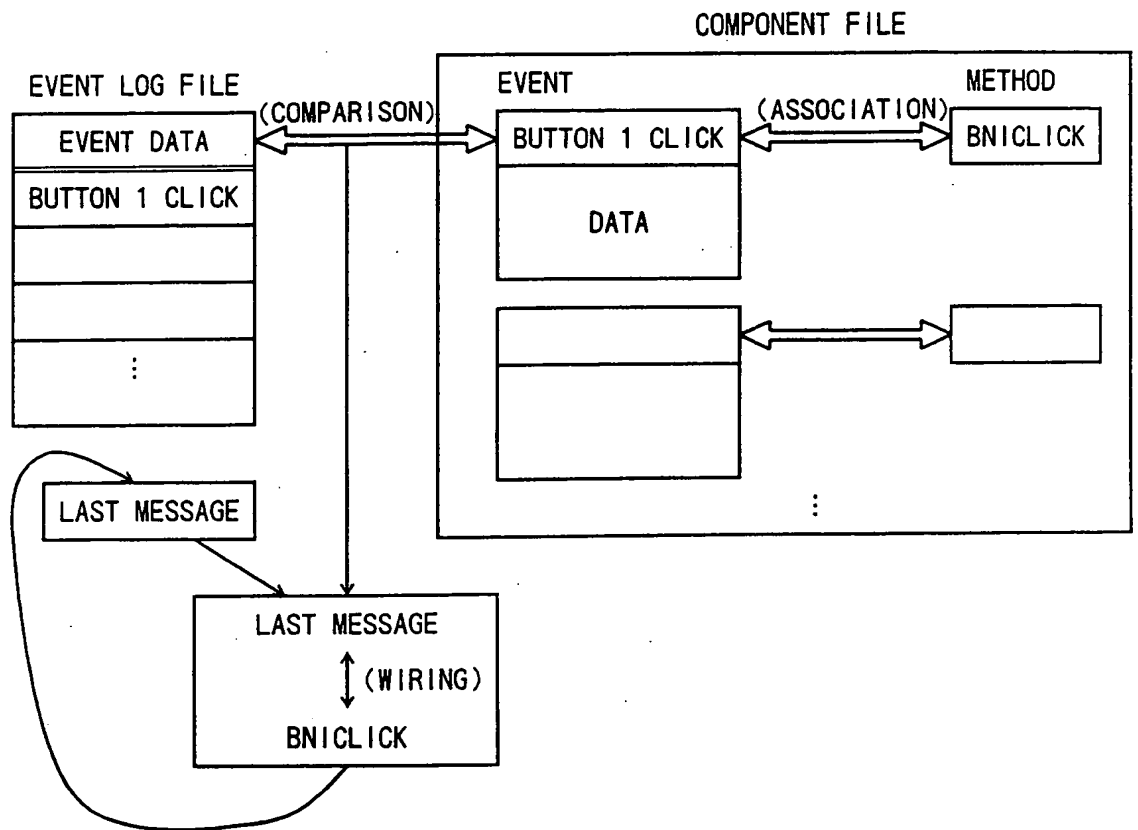 COMPONENT FILE
EVENT LOG FILE
EVENT
METHOD
(COMPARISON)
(ASSOCIATION)
EVENT DATA
BUTTON 1 CLICK
BNICLICK
BUTTON 1 CLICK
DATA
⋮
LAST MESSAGE
⋮
LAST MESSAGE
(WIRING)
BNICLICK